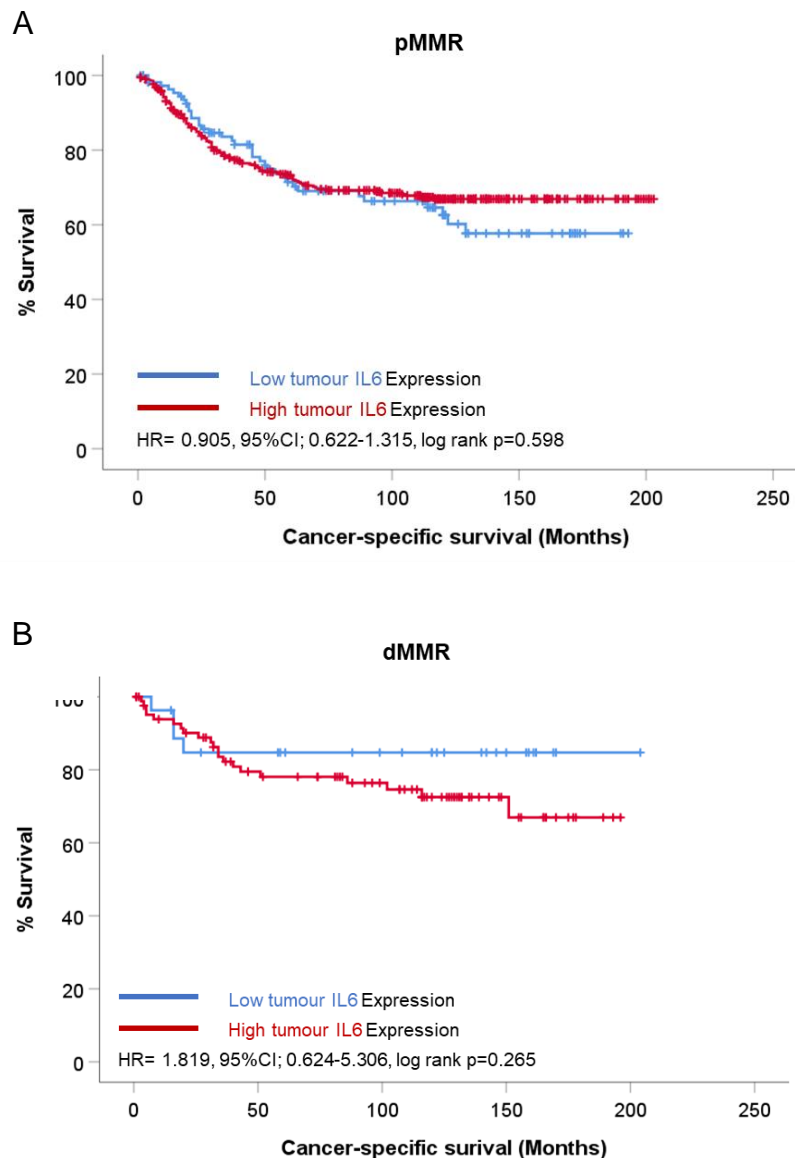 A
pMMR
100
80
60
40
20
0
% Survival
Low tumour IL6 Expression
High tumour IL6 Expression
HR= 0.905, 95%CI; 0.622-1.315, log rank p=0.598
0 50 100 150 200 250
Cancer-specific survival (Months)
B
dMMR
100
80
60
40
20
0
% Survival
Low tumour IL6 Expression
High tumour IL6 Expression
HR= 1.819, 95%CI; 0.624-5.306, log rank p=0.265
0 50 100 150 200 250
Cancer-specific surival (Months)